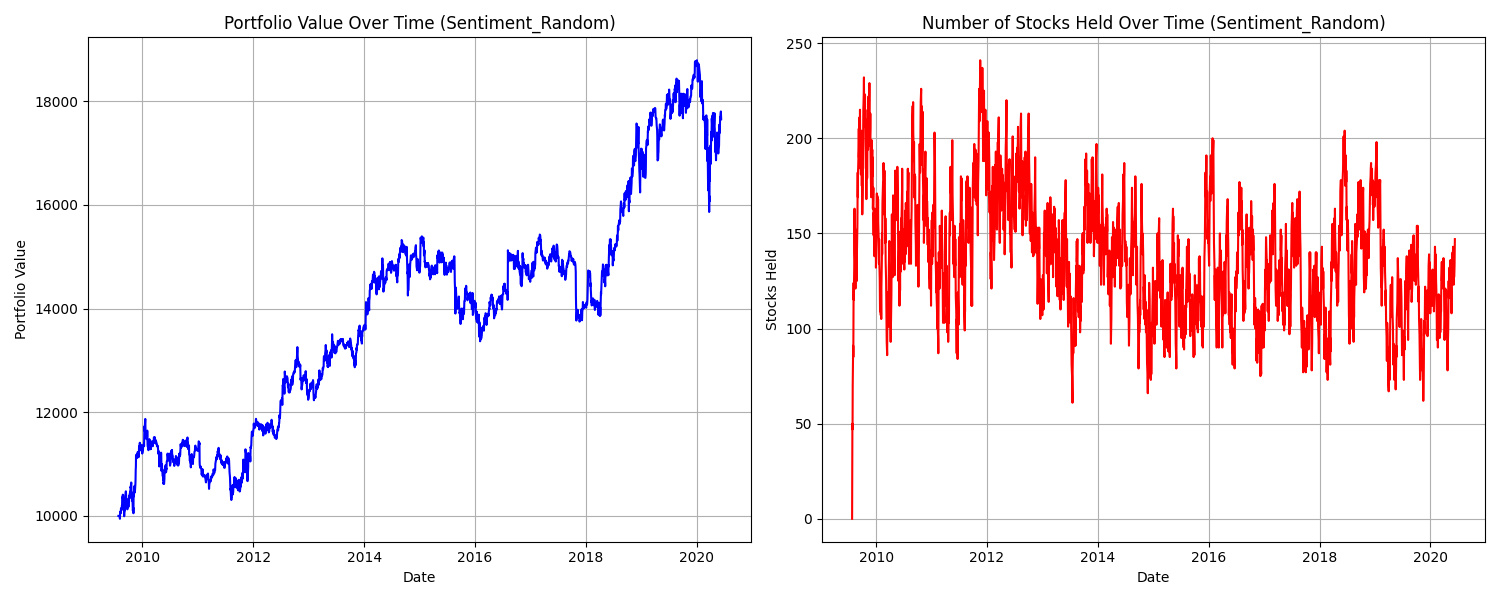 Portfolio Value Over Time (Sentiment_Random)
Portfolio Value
18000
16000
14000
12000
10000
2010 2012 2014 2016 2018 2020
Date
Number of Stocks Held Over Time (Sentiment_Random)
Stocks Held
250
200
150
100
50
0
2010 2012 2014 2016 2018 2020
Date